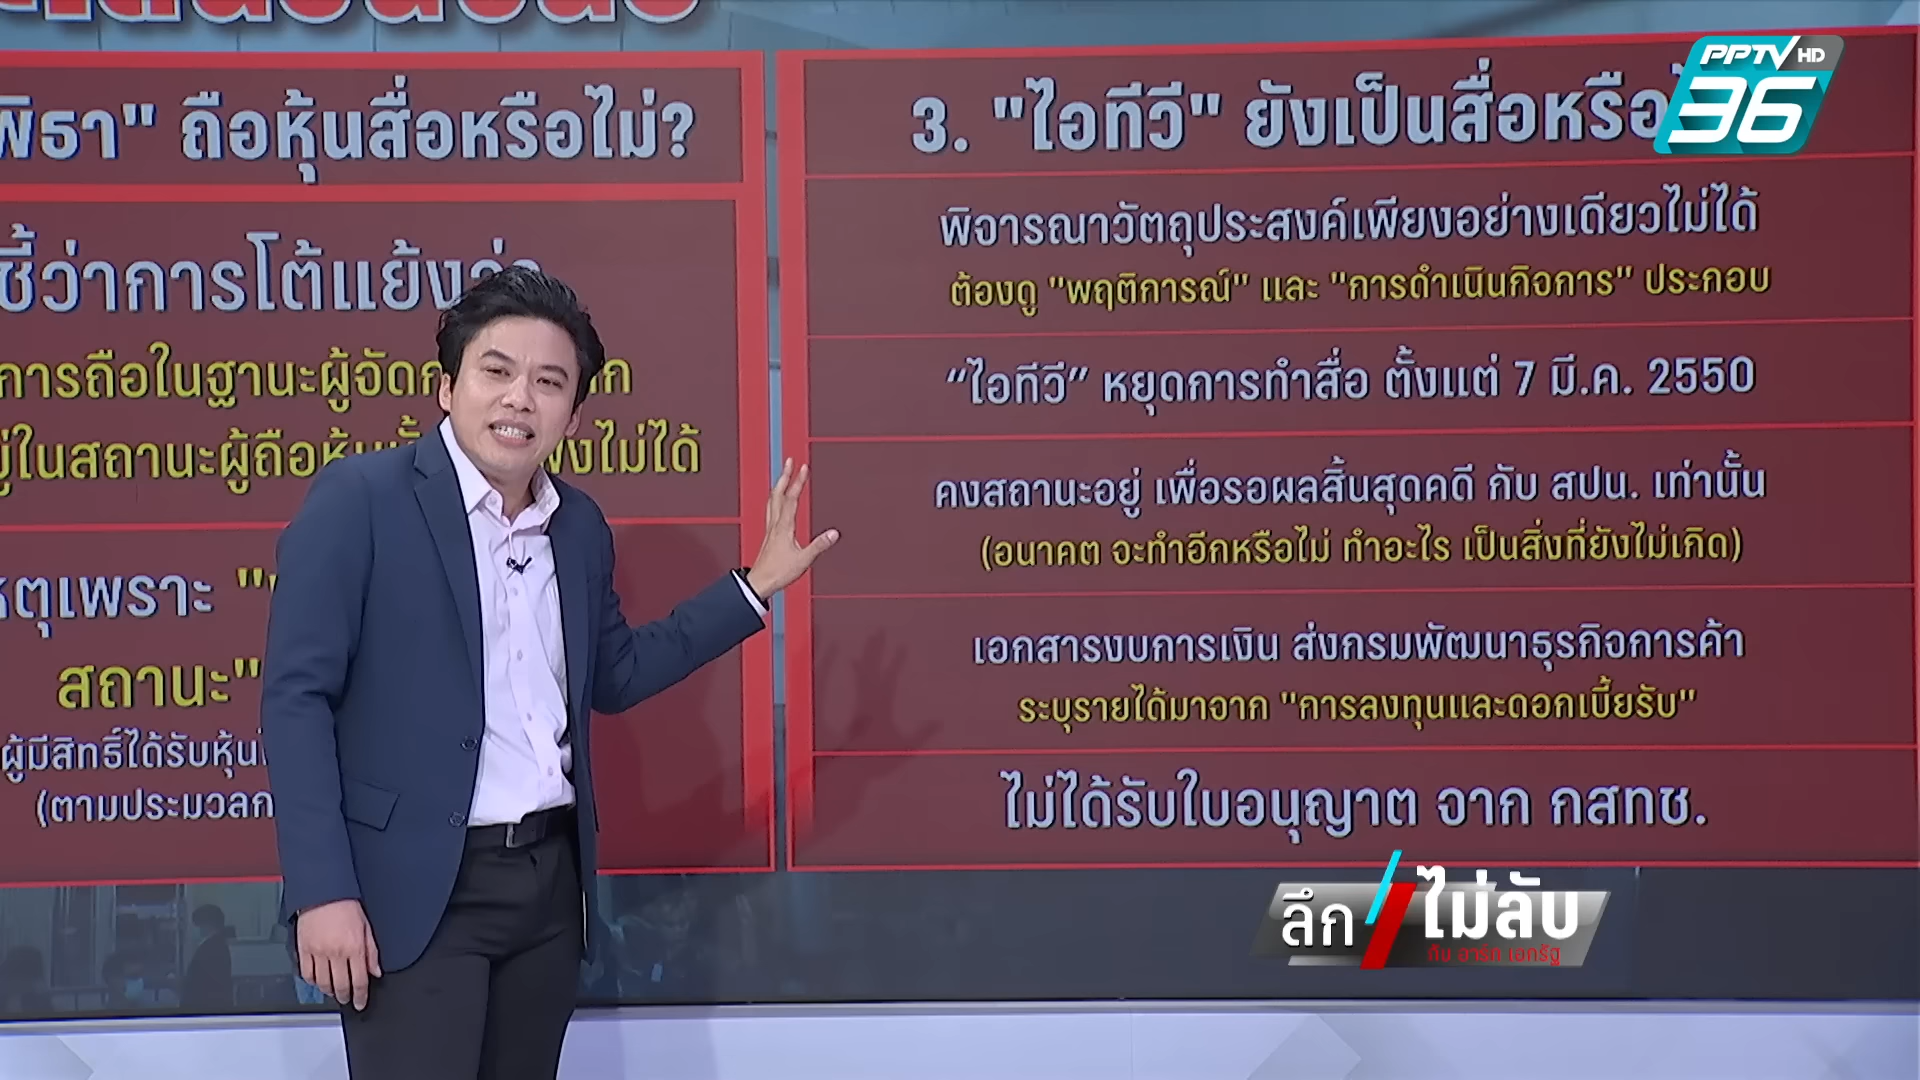 พิธา" ถือหุ้นสื่อหรือไม่?
ชี้ว่าการโต้แย้งว่า
การถือในฐานะผู้จัดก
ในสถานะผู้ถือหุ้นนั้น
ฟังไม่ได้
เหตุเพราะ
สถานะ"
ผู้มีสิทธิ์ได้รับหุ้น
(ตามประมวลก
3. "ไอทีวี" ยังเป็นสื่อหรือ
พิจารณาวัตถุประสงค์เพียงอย่างเดียวไม่ได้
ต้องดู "พฤติการณ์" และ "การดำเนินกิจการ" ประกอบ
“ไอทีวี” หยุดการทำสื่อ ตั้งแต่ 7 มี.ค. 2550
คงสถานะอยู่ เพื่อรอผลสิ้นสุดคดี กับ สปน. เท่านั้น
(อนาคต จะทำอีกหรือไม่ ทำอะไร เป็นสิ่งที่ยังไม่เกิด)
เอกสารงบการเงิน ส่งกรมพัฒนาธุรกิจการค้า
ระบุรายได้มาจาก "การลงทุนและดอกเบี้ยรับ"
ไม่ได้รับใบอนุญาต จาก กสทช.
PPTV HD
36
ลึก ไม่ลับ
กับ อาร์ท เอกรัฐ